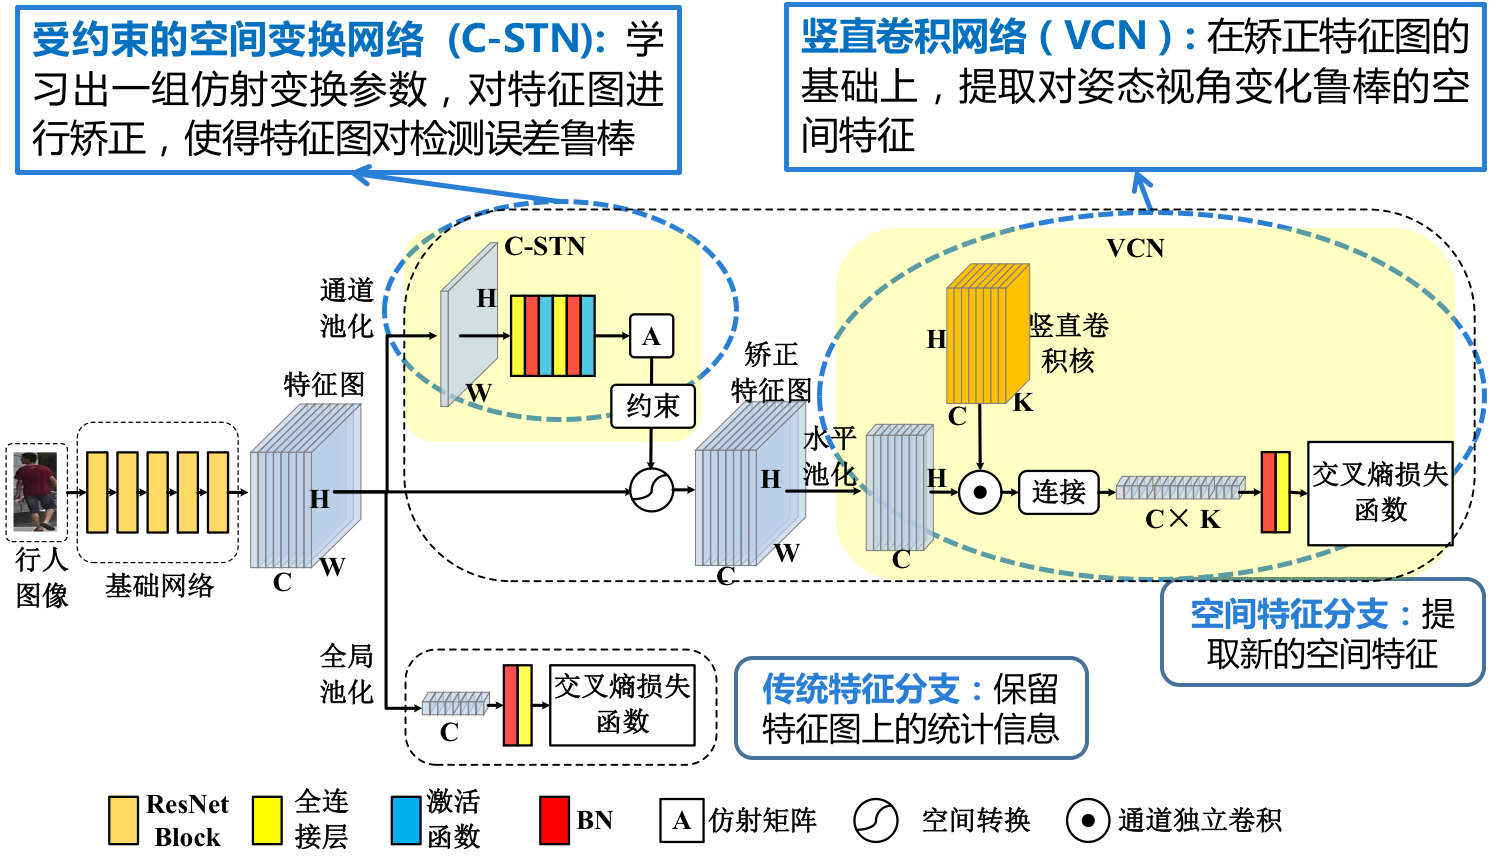 受约束的空间变换网络 (C-STN): 学
习出一组仿射变换参数，对特征图进
行矫正，使得特征图对检测误差鲁棒
竖直卷积网络（VCN）: 在矫正特征图的
基础上，提取对姿态视角变化鲁棒的空
间特征
C-STN
VCN
通道
池化
H
W
A
约束
特征图
H
W
C
行人
图像
基础网络
矫正
特征图
H
W
C
水平
池化
H
C
竖直卷
积核
H
C
K
连接
C× K
交叉熵损失
函数
空间特征分支：提
取新的空间特征
全局
池化
C
交叉熵损失
函数
传统特征分支：保留
特征图上的统计信息
ResNet
Block
全连
接层
激活
函数
BN
A
仿射矩阵
空间转换
通道独立卷积